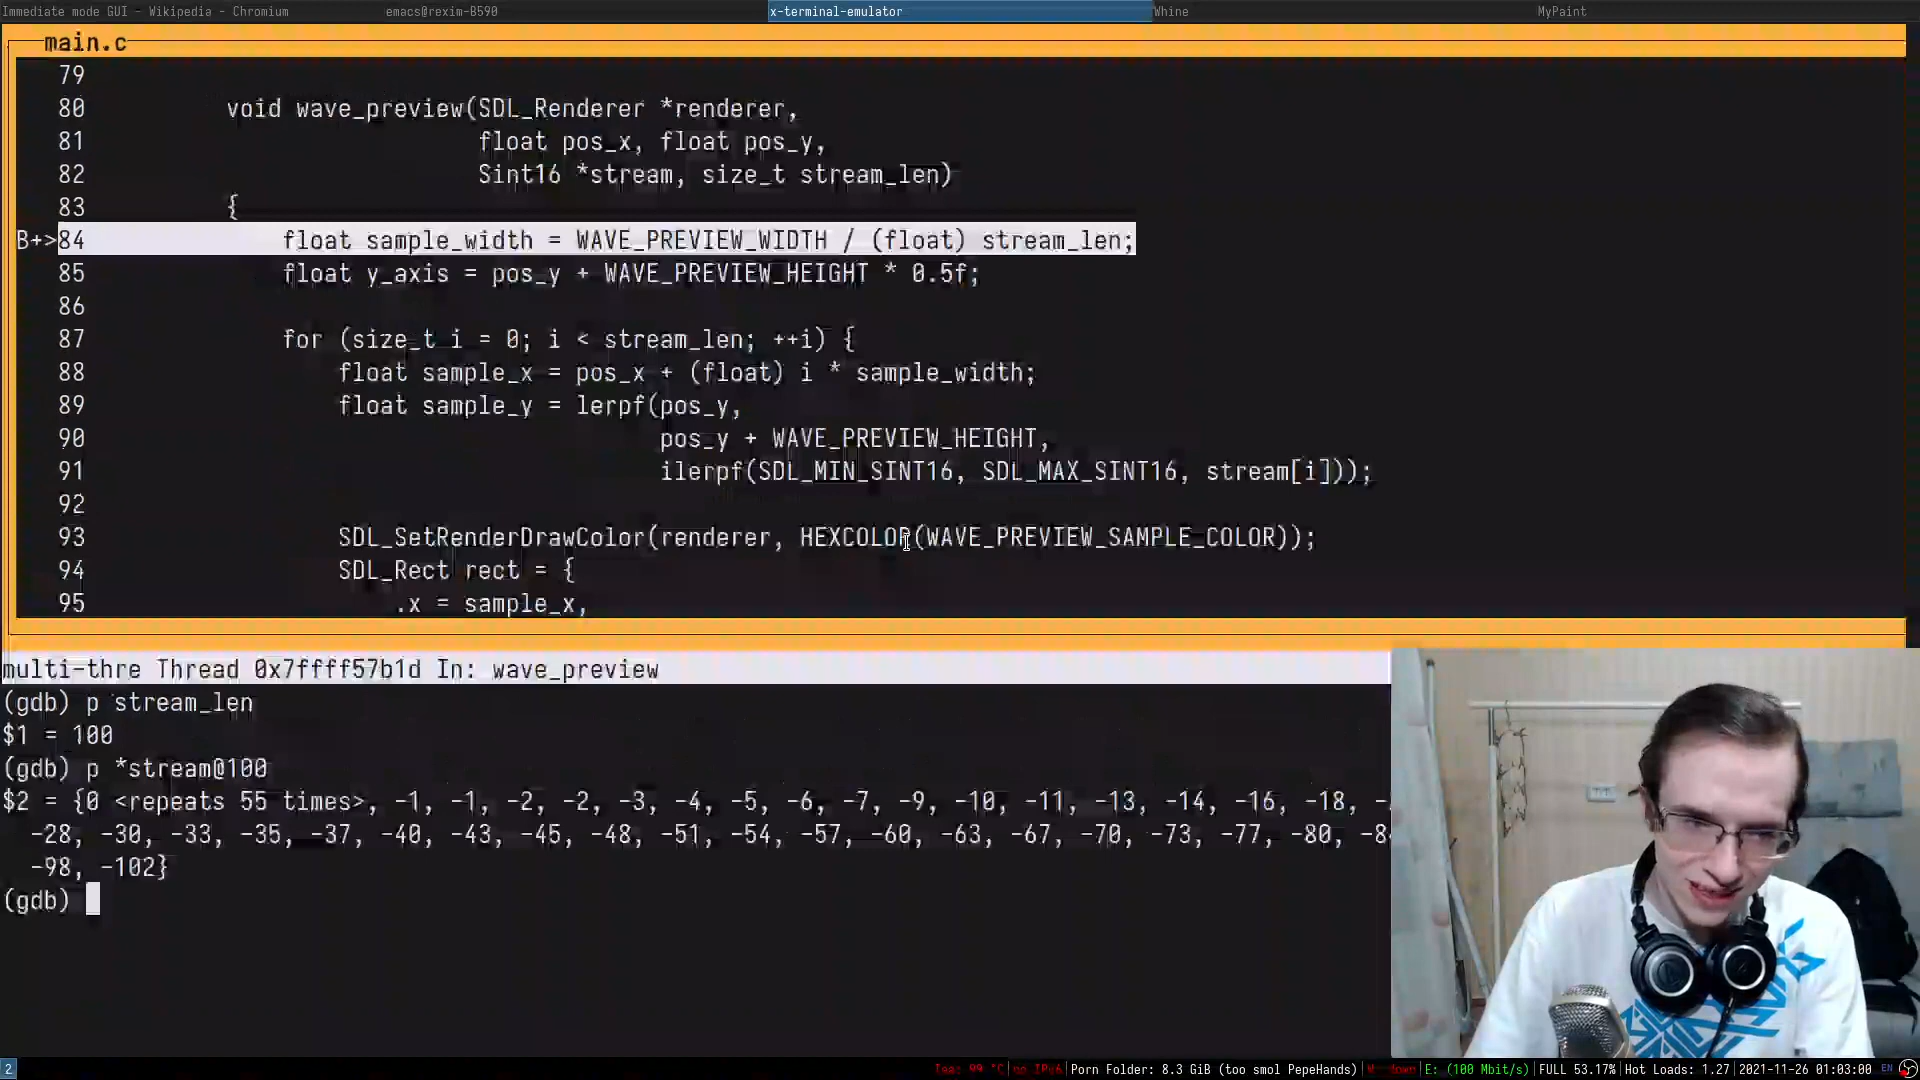 Immediate mode GUI - Wikipedia - Chromium
emacs@rexim-B590
x-terminal-emulator
Whine
MyPaint
main.c
79
80 void wave_preview(SDL_Renderer *renderer,
81 float pos_x, float pos_y,
82 Sint16 *stream, size_t stream_len)
83 {
B+>84 float sample_width = WAVE_PREVIEW_WIDTH / (float) stream_len;
85 float y_axis = pos_y + WAVE_PREVIEW_HEIGHT * 0.5f;
86
87 for (size_t i = 0; i < stream_len; ++i) {
88 float sample_x = pos_x + (float) i * sample_width;
89 float sample_y = lerpf(pos_y,
90 pos_y + WAVE_PREVIEW_HEIGHT,
91 ilerpf(SDL_MIN_SINT16, SDL_MAX_SINT16, stream[i]));
92
93 SDL_SetRenderDrawColor(renderer, HEXCOLOR(WAVE_PREVIEW_SAMPLE_COLOR));
94 SDL_Rect rect = {
95 .x = sample_x,
multi-thre Thread 0x7ffff57b1d In: wave_preview
(gdb) p stream_len
$1 = 100
(gdb) p *stream@100
$2 = {0 <repeats 55 times>, -1, -1, -2, -2, -3, -4, -5, -6, -7, -9, -10, -11, -13, -14, -16, -18,
-28, -30, -33, -35, -37, -40, -43, -45, -48, -51, -54, -57, -60, -63, -67, -70, -73, -77, -80,
-98, -102}
(gdb)
2
Tea: 99 °C|no IPv6|Porn Folder: 8.3 GiB (too smol PepeHands)|W: down|E: (100 Mbit/s)|FULL 53.17%|Hot Loads: 1.27|2021-11-26 01:03:00 EN